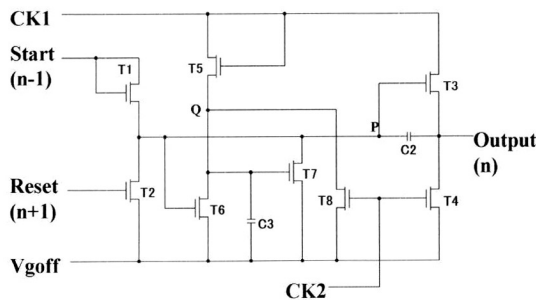 CK1
Start
(n-1)
T1
T5
T3
Q
P
C2
Output
(n)
T7
Reset
(n+1)
T2
T6
C3
T8
T4
Vgoff
CK2